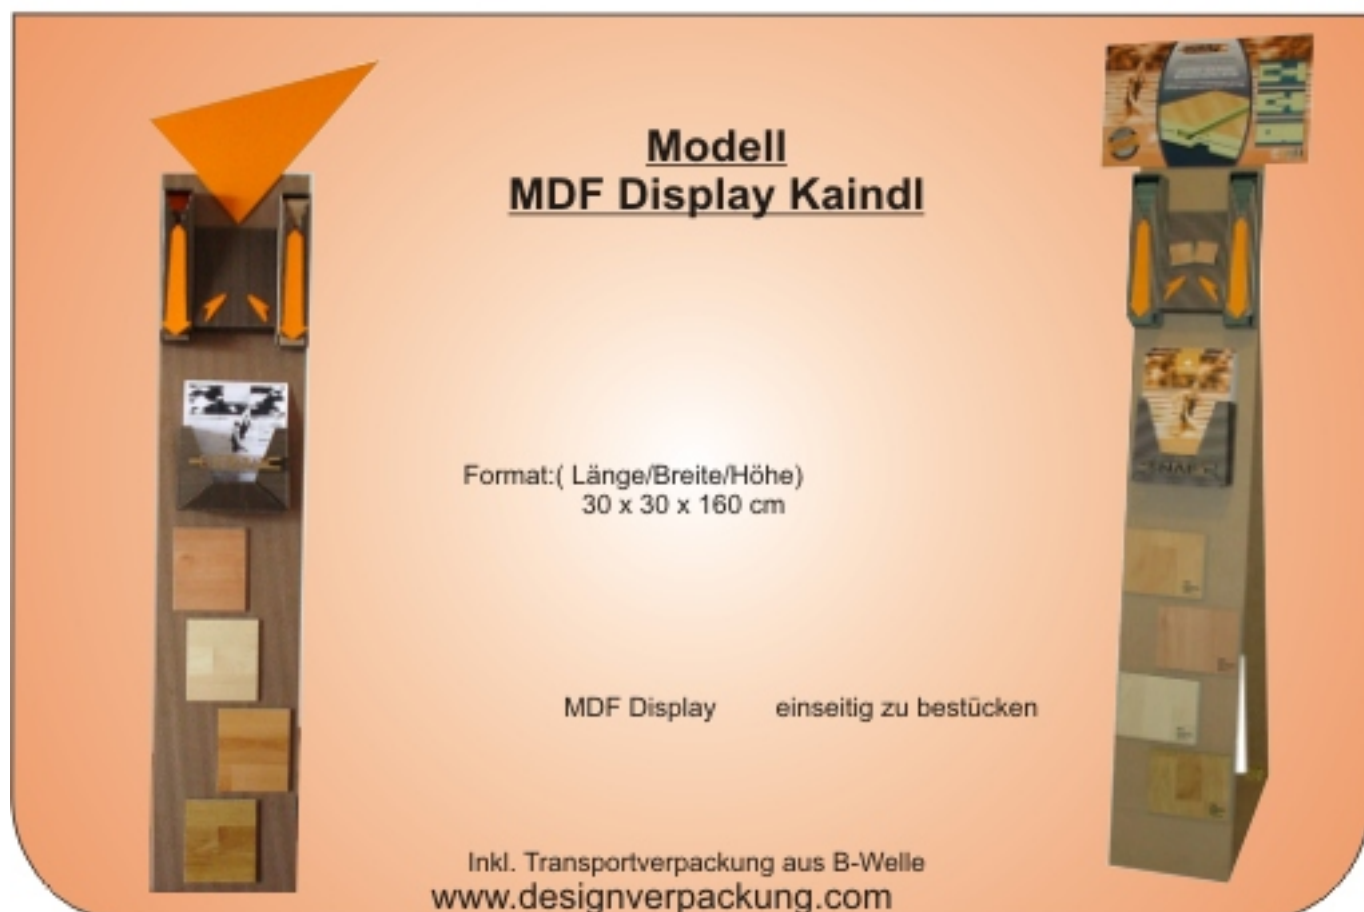 Modell
MDF Display Kaindl
Format:( Länge/Breite/Höhe)
30 x 30 x 160 cm
MDF Display einseitig zu bestücken
Inkl. Transportverpackung aus B-Welle
www.designverpackung.com